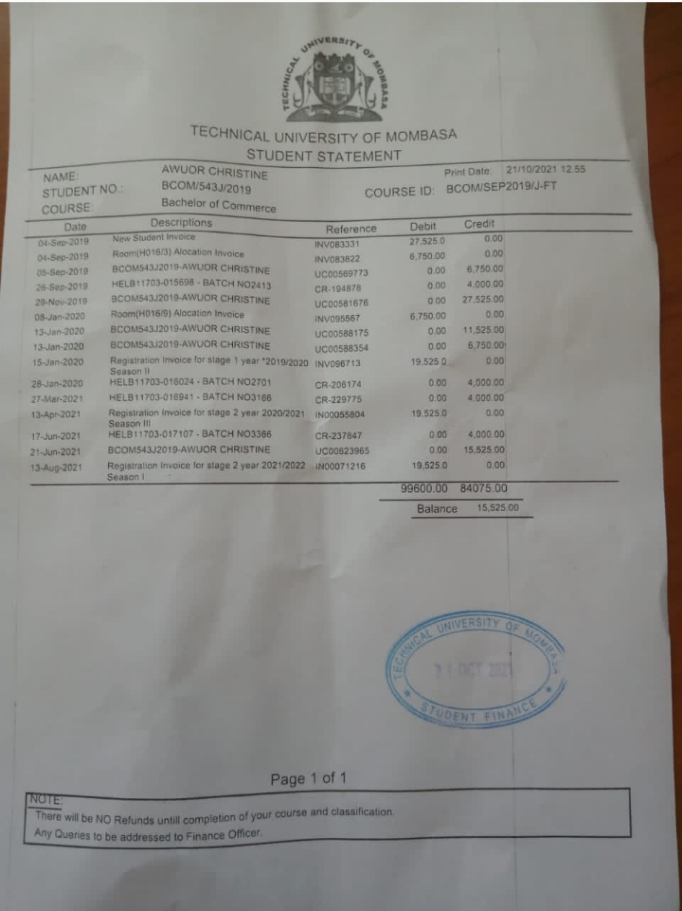 TECHNICAL UNIVERSITY OF MOMBASA
TECHNICAL UNIVERSITY OF MOMBASA
STUDENT STATEMENT
NAME: AWUOR CHRISTINE Print Date: 21/10/2021 12.55
STUDENT NO.: BCOM/543J/2019 COURSE ID: BCOM/SEP2019/J-FT
COURSE: Bachelor of Commerce
Date Descriptions Reference Debit Credit
04-Sep-2019 New Student Invoice INV083331 27,525.0 0.00
04-Sep-2019 Room(H016/3) Alocation Invoice INV083822 6,750.00 0.00
05-Sep-2019 BCOM543J2019-AWUOR CHRISTINE UC00569773 0.00 6,750.00
26-Sep-2019 HELB11703-015698 - BATCH NO2413 CR-194878 0.00 4,000.00
29-Nov-2019 BCOM543J2019-AWUOR CHRISTINE UC00581676 0.00 27,525.00
08-Jan-2020 Room(H016/9) Alocation Invoice INV095567 6,750.00 0.00
13-Jan-2020 BCOM543J2019-AWUOR CHRISTINE UC00588175 0.00 11,525.00
13-Jan-2020 BCOM543J2019-AWUOR CHRISTINE UC00588354 0.00 6,750.00
15-Jan-2020 Registration Invoice for stage 1 year *2019/2020 INV096713 19,525.0 0.00
Season II
28-Jan-2020 HELB11703-016024 - BATCH NO2701 CR-206174 0.00 4,000.00
27-Mar-2021 HELB11703-016941 - BATCH NO3166 CR-229775 0.00 4,000.00
13-Apr-2021 Registration Invoice for stage 2 year 2020/2021 IN00055804 19,525.0 0.00
Season III
17-Jun-2021 HELB11703-017107 - BATCH NO3366 CR-237847 0.00 4,000.00
21-Jun-2021 BCOM543J2019-AWUOR CHRISTINE UC00623965 0.00 15,525.00
13-Aug-2021 Registration Invoice for stage 2 year 2021/2022 IN00071216 19,525.0 0.00
Season I
99600.00 84075.00
Balance 15,525.00
TECHNICAL UNIVERSITY OF MOMBASA
21 OCT 2021
STUDENT FINANCE
Page 1 of 1
NOTE:
There will be NO Refunds untill completion of your course and classification.
Any Queries to be addressed to Finance Officer.